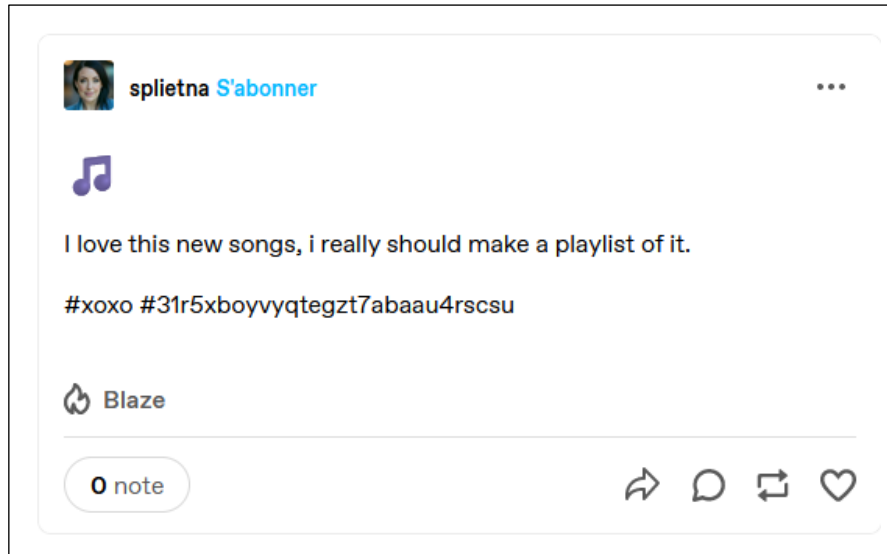 splietna S'abonner
I love this new songs, i really should make a playlist of it.
#xoxo #31r5xboyvyqtegzt7abaau4rscsu
Blaze
0 note